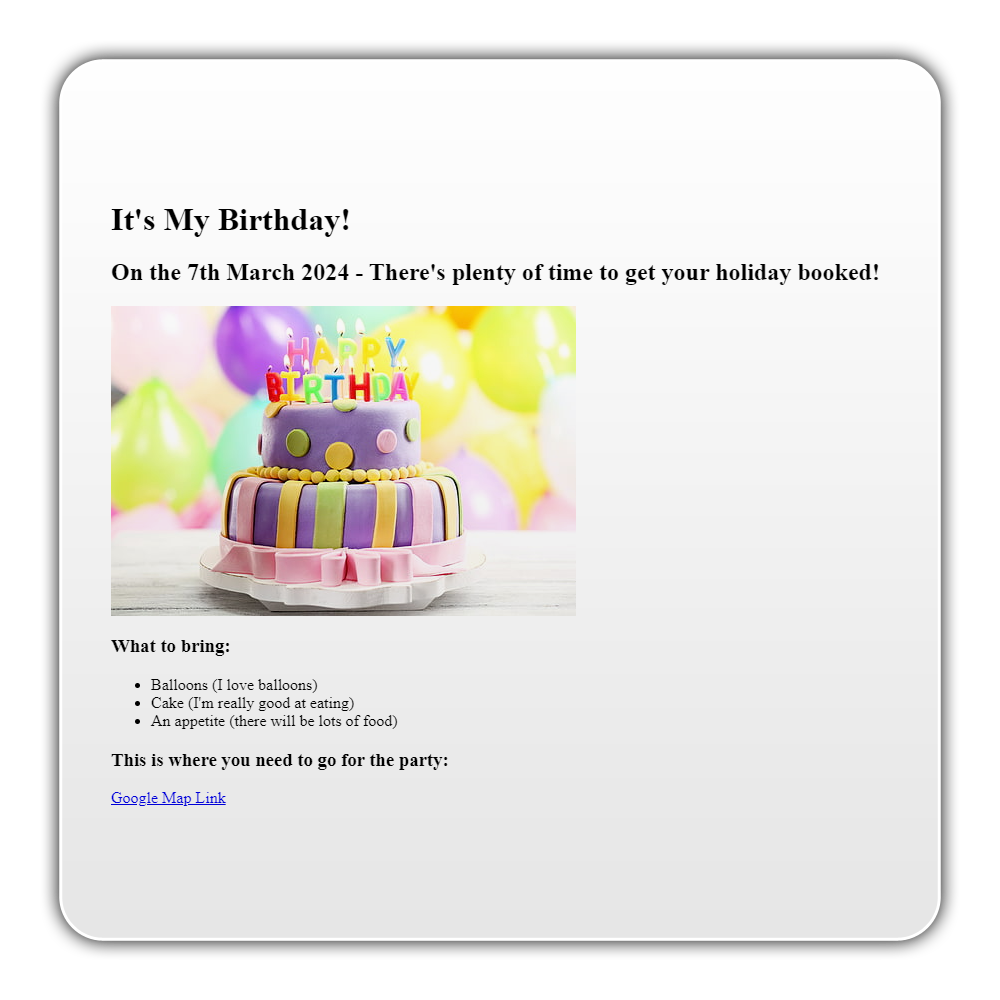 It's My Birthday!
On the 7th March 2024 - There's plenty of time to get your holiday booked!
HAPPY
BIRTHDAY
What to bring:
Balloons (I love balloons)
Cake (I'm really good at eating)
An appetite (there will be lots of food)
This is where you need to go for the party:
Google Map Link